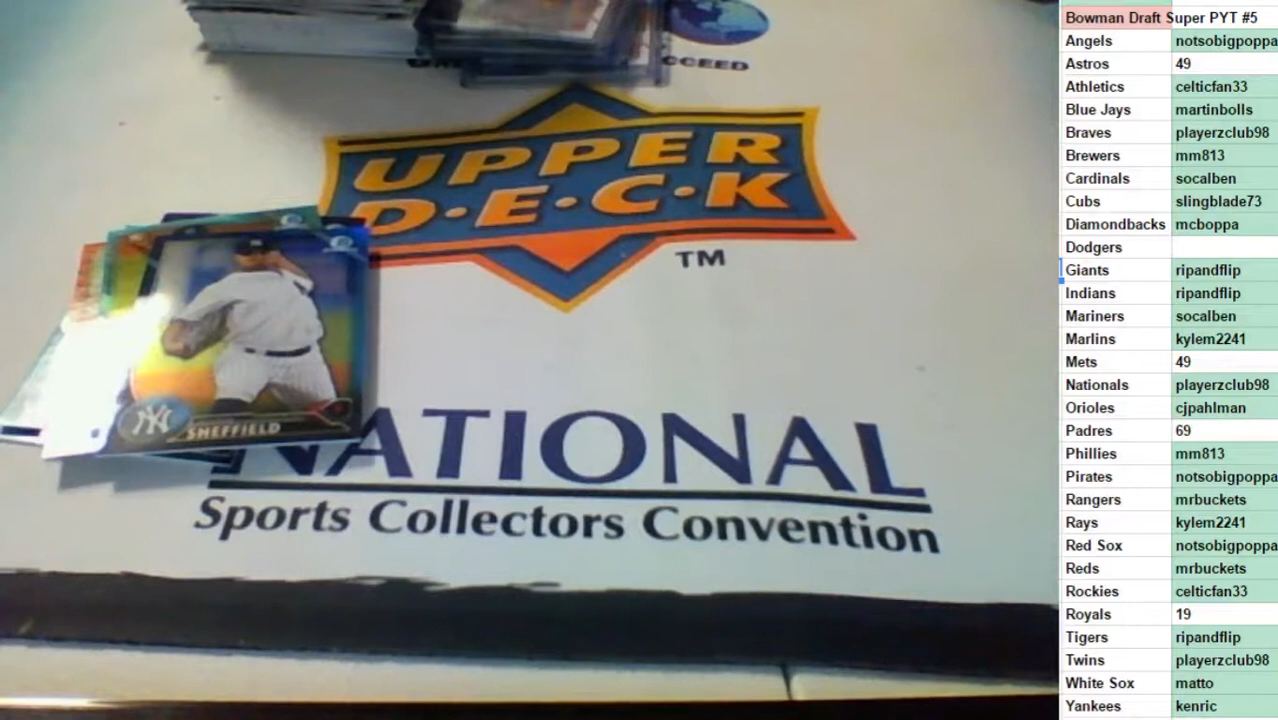 CCEED
UPPER
D·E·C·K
TM
SHEFFIELD
NATIONAL
Sports Collectors Convention
Bowman Draft Super PYT #5
Angels notsobigpoppa
Astros 49
Athletics celticfan33
Blue Jays martinbolls
Braves playerzclub98
Brewers mm813
Cardinals socalben
Cubs slingblade73
Diamondbacks mcboppa
Dodgers
Giants ripandflip
Indians ripandflip
Mariners socalben
Marlins kylem2241
Mets 49
Nationals playerzclub98
Orioles cjpahlman
Padres 69
Phillies mm813
Pirates notsobigpoppa
Rangers mrbuckets
Rays kylem2241
Red Sox notsobigpoppa
Reds mrbuckets
Rockies celticfan33
Royals 19
Tigers ripandflip
Twins playerzclub98
White Sox matto
Yankees kenric